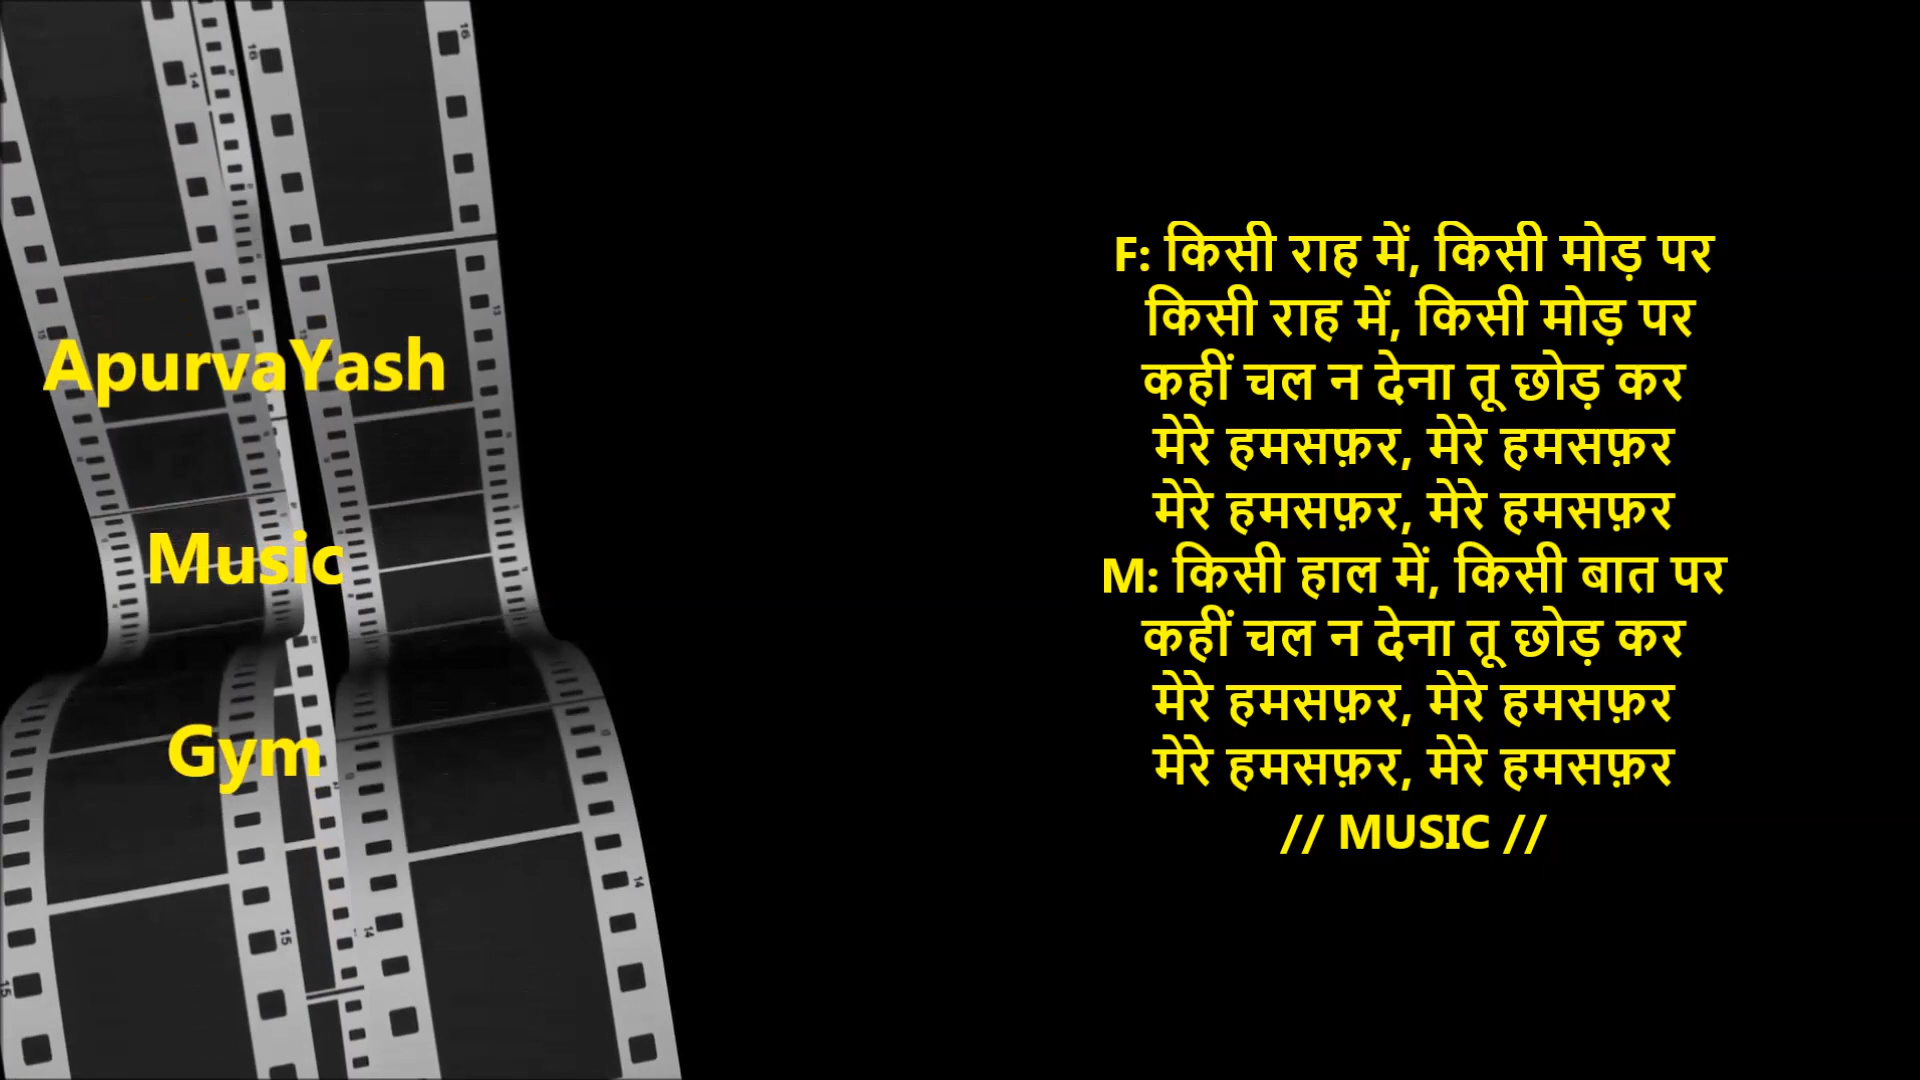 ApurvaYash
Music
Gym
F: किसी राह में, किसी मोड़ पर
किसी राह में, किसी मोड़ पर
कहीं चल न देना तू छोड़ कर
मेरे हमसफ़र, मेरे हमसफ़र
मेरे हमसफ़र, मेरे हमसफ़र
M: किसी हाल में, किसी बात पर
कहीं चल न देना तू छोड़ कर
मेरे हमसफ़र, मेरे हमसफ़र
मेरे हमसफ़र, मेरे हमसफ़र
// MUSIC //